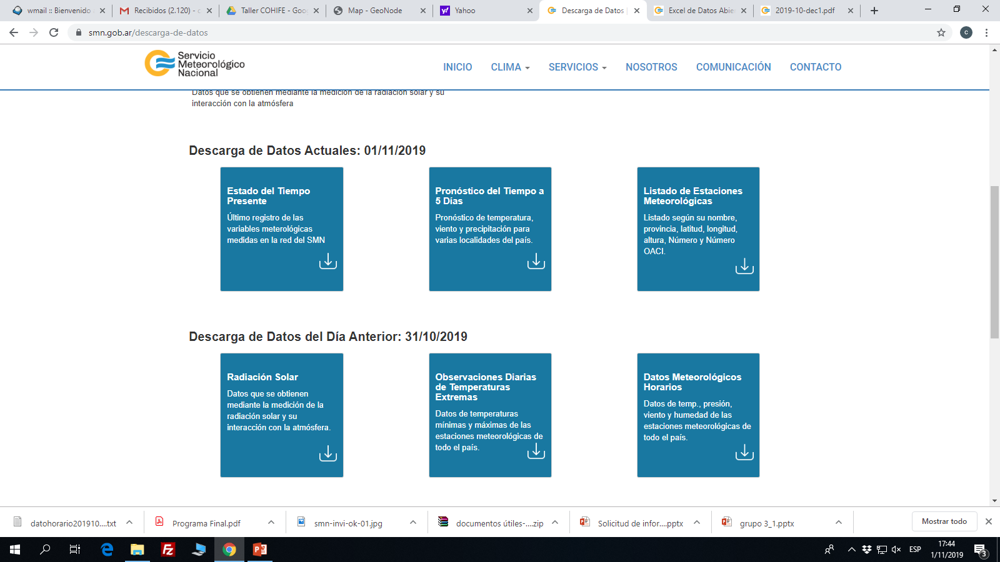 wmail :: Bienvenido
Recibidos (2.120) - c
Taller COHIFE - Goo
Map - GeoNode
Yahoo
Descarga de Datos |
Excel de Datos Abie
2019-10-dec1.pdf
smn.gob.ar/descarga-de-datos
c
Servicio
Meteorológico
Nacional
INICIO
CLIMA
SERVICIOS
NOSOTROS
COMUNICACIÓN
CONTACTO
Datos que se obtienen mediante la medición de la radiación solar y su
interacción con la atmósfera
Descarga de Datos Actuales: 01/11/2019
Estado del Tiempo
Presente
Último registro de las
variables meterológicas
medidas en la red del SMN
Pronóstico del Tiempo a
5 Días
Pronóstico de temperatura,
viento y precipitación para
varias localidades del país.
Listado de Estaciones
Meteorológicas
Listado según su nombre,
provincia, latitud, longitud,
altura, Número y Número
OACI.
Descarga de Datos del Día Anterior: 31/10/2019
Radiación Solar
Datos que se obtienen
mediante la medición de la
radiación solar y su
interacción con la atmósfera.
Observaciones Diarias
de Temperaturas
Extremas
Datos de temperaturas
mínimas y máximas de las
estaciones meteorológicas de
todo el país.
Datos Meteorológicos
Horarios
Datos de temp., presión,
viento y humedad de las
estaciones meteorológicas de
todo el país.
datohorario201910....txt
Programa Final.pdf
smn-invi-ok-01.jpg
documentos útiles-....zip
Solicitud de infor....pptx
grupo 3_1.pptx
Mostrar todo
ESP
17:44
1/11/2019
3